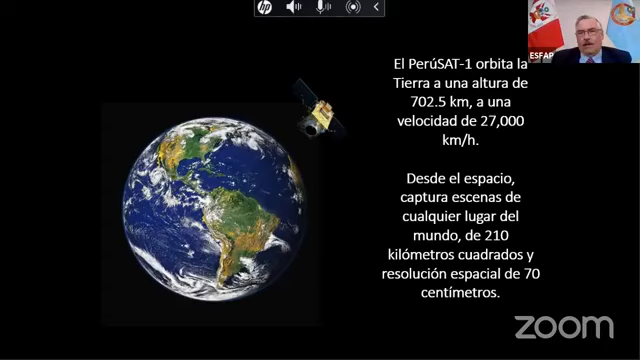 hp
ESFAP
El PerúSAT-1 orbita la
Tierra a una altura de
702.5 km, a una
velocidad de 27,000
km/h.
Desde el espacio,
captura escenas de
cualquier lugar del
mundo, de 210
kilómetros cuadrados y
resolución espacial de 70
centímetros.
zoom